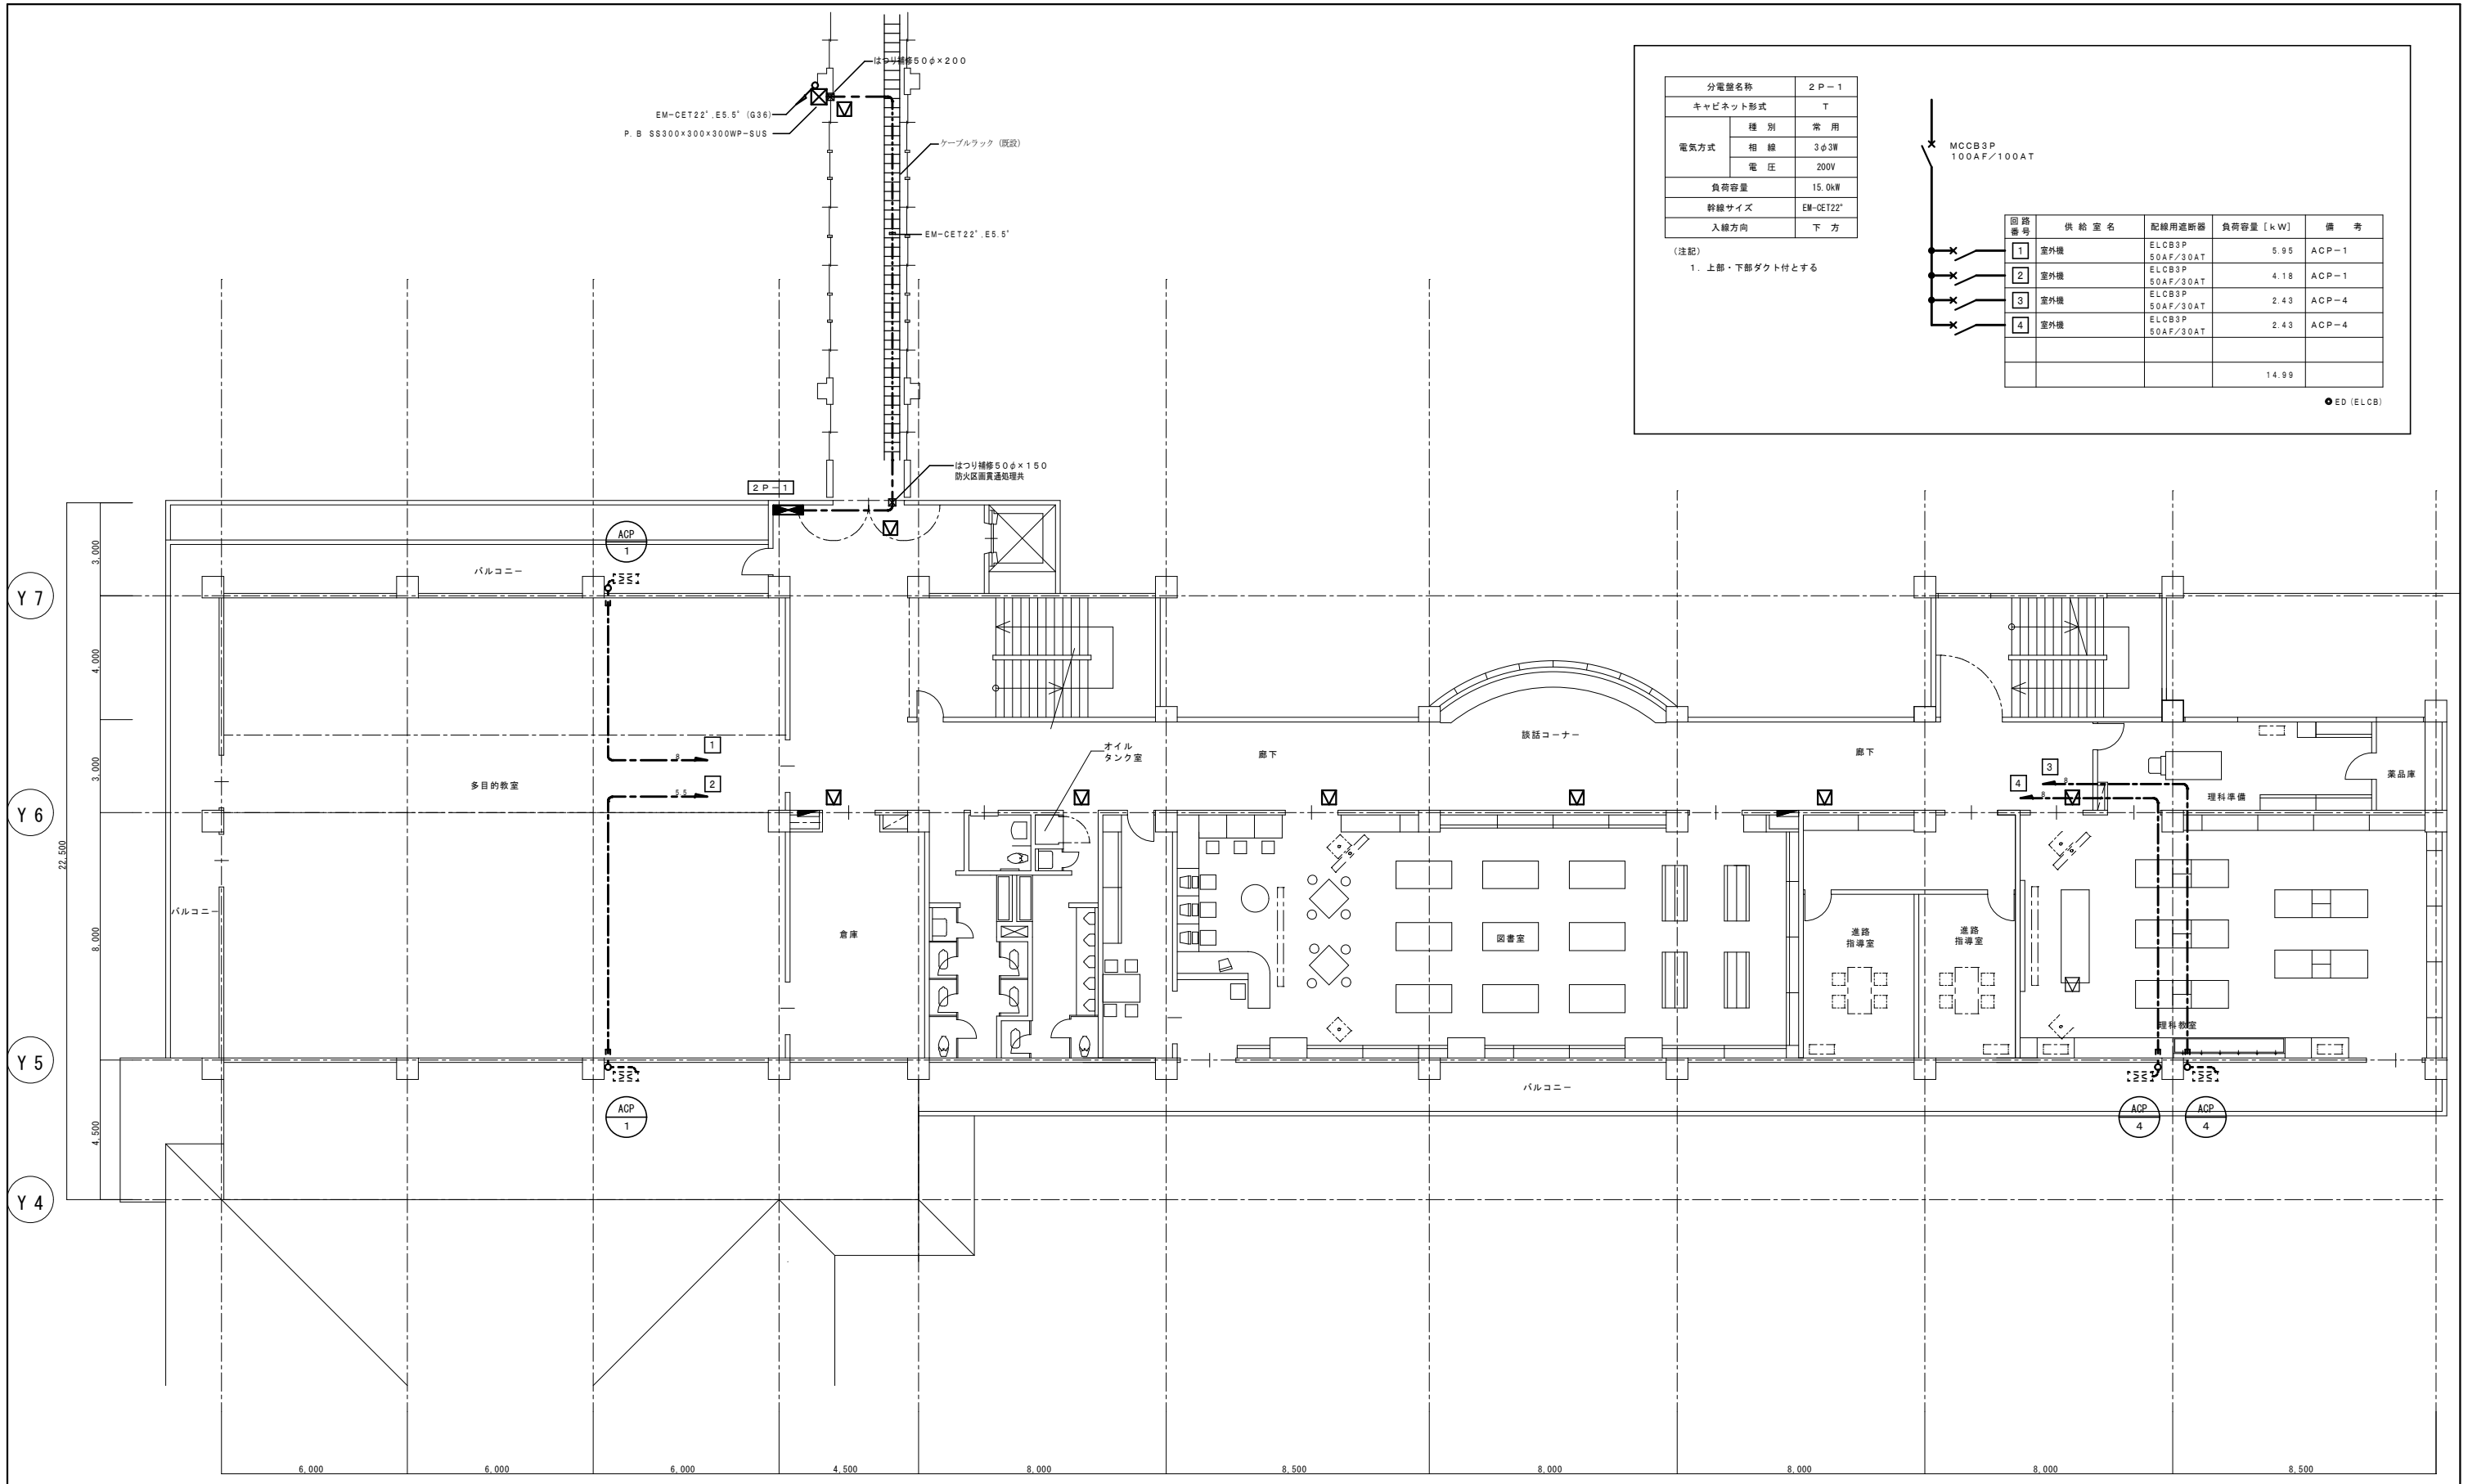 はつり補修50φ×200
EM-CET22°,E5.5° (G36)
P.B SS300×300×300WP-SUS
ケーブルラック (既設)
EM-CET22°,E5.5°
はつり補修50φ×150
防火区画貫通処理共
2P-1
分電盤名称 2P-1
キャビネット形式 T
電気方式 種別 常用
相線 3φ3W
電圧 200V
負荷容量 15.0kW
幹線サイズ EM-CET22°
入線方向 下方
(注記)
1. 上部・下部ダクト付とする
MCCB3P
100AF/100AT
回路番号 供給室名 配線用遮断器 負荷容量[kW] 備考
1 室外機 ELCB3P 50AF/30AT 5.95 ACP-1
2 室外機 ELCB3P 50AF/30AT 4.18 ACP-1
3 室外機 ELCB3P 50AF/30AT 2.43 ACP-4
4 室外機 ELCB3P 50AF/30AT 2.43 ACP-4
14.99
ED (ELCB)
ACP
1
バルコニー
Y7
Y6
Y5
Y4
3,000
4,000
3,000
8,000
4,500
22,500
8
1
2
5.5
多目的教室
オイル
タンク室
廊下
談話コーナー
廊下
3
4
8
8
理科準備
薬品庫
バルコニー
倉庫
図書室
進路
指導室
進路
指導室
理科教室
バルコニー
ACP
1
ACP
4
ACP
4
6,000
6,000
6,000
4,500
8,000
8,500
8,000
8,000
8,000
8,500